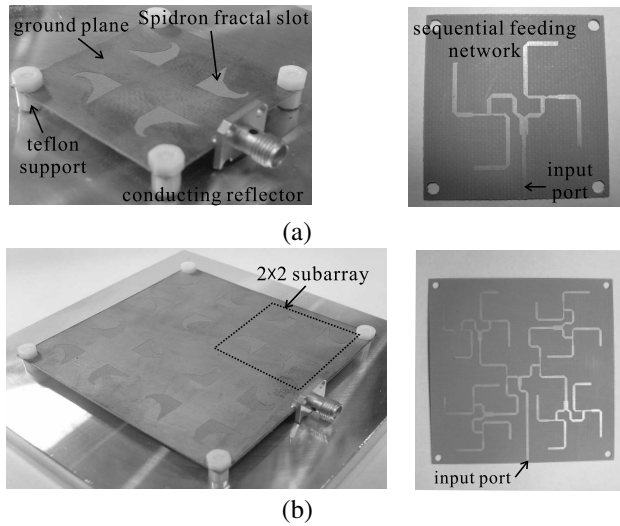 Spidron fractal slot
ground plane
teflon
support
conducting reflector
sequential feeding
network
input
port
(a)
2×2 subarray
input port
(b)